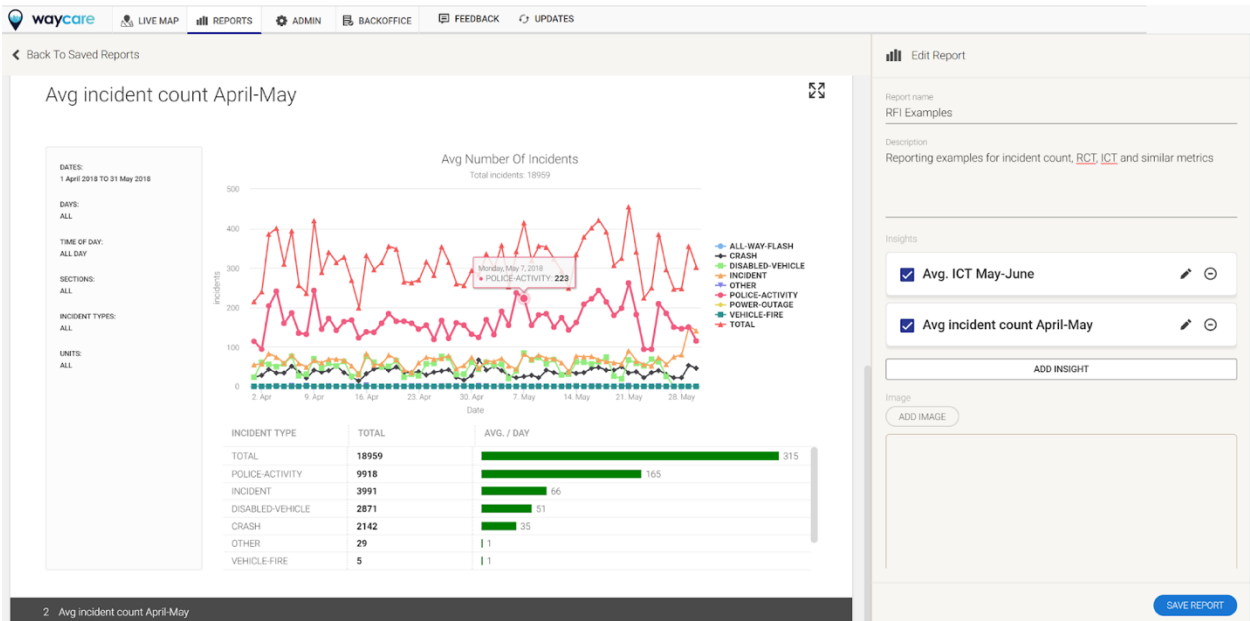 waycare
LIVE MAP
REPORTS
ADMIN
BACKOFFICE
FEEDBACK
UPDATES
Back To Saved Reports
Avg incident count April-May
DATES:
1 April 2018 TO 31 May 2018
DAYS:
ALL
TIME OF DAY:
ALL DAY
SECTIONS:
ALL
INCIDENT TYPES:
ALL
UNITS:
ALL
Avg Number Of Incidents
Total incidents: 18959
500
400
300
200
100
0
incidents
Monday, May 7, 2018
POLICE-ACTIVITY: 223
2. Apr
9. Apr
16. Apr
23. Apr
30. Apr
7. May
14. May
21. May
28. May
Date
ALL-WAY-FLASH
CRASH
DISABLED-VEHICLE
INCIDENT
OTHER
POLICE-ACTIVITY
POWER-OUTAGE
VEHICLE-FIRE
TOTAL
INCIDENT TYPE TOTAL AVG. / DAY
TOTAL 18959 315
POLICE-ACTIVITY 9918 165
INCIDENT 3991 66
DISABLED-VEHICLE 2871 51
CRASH 2142 35
OTHER 29 1
VEHICLE-FIRE 5 1
2 Avg incident count April-May
Edit Report
Report name
RFI Examples
Description
Reporting examples for incident count, RCT, ICT and similar metrics
Insights
Avg. ICT May-June
Avg incident count April-May
ADD INSIGHT
Image
ADD IMAGE
SAVE REPORT